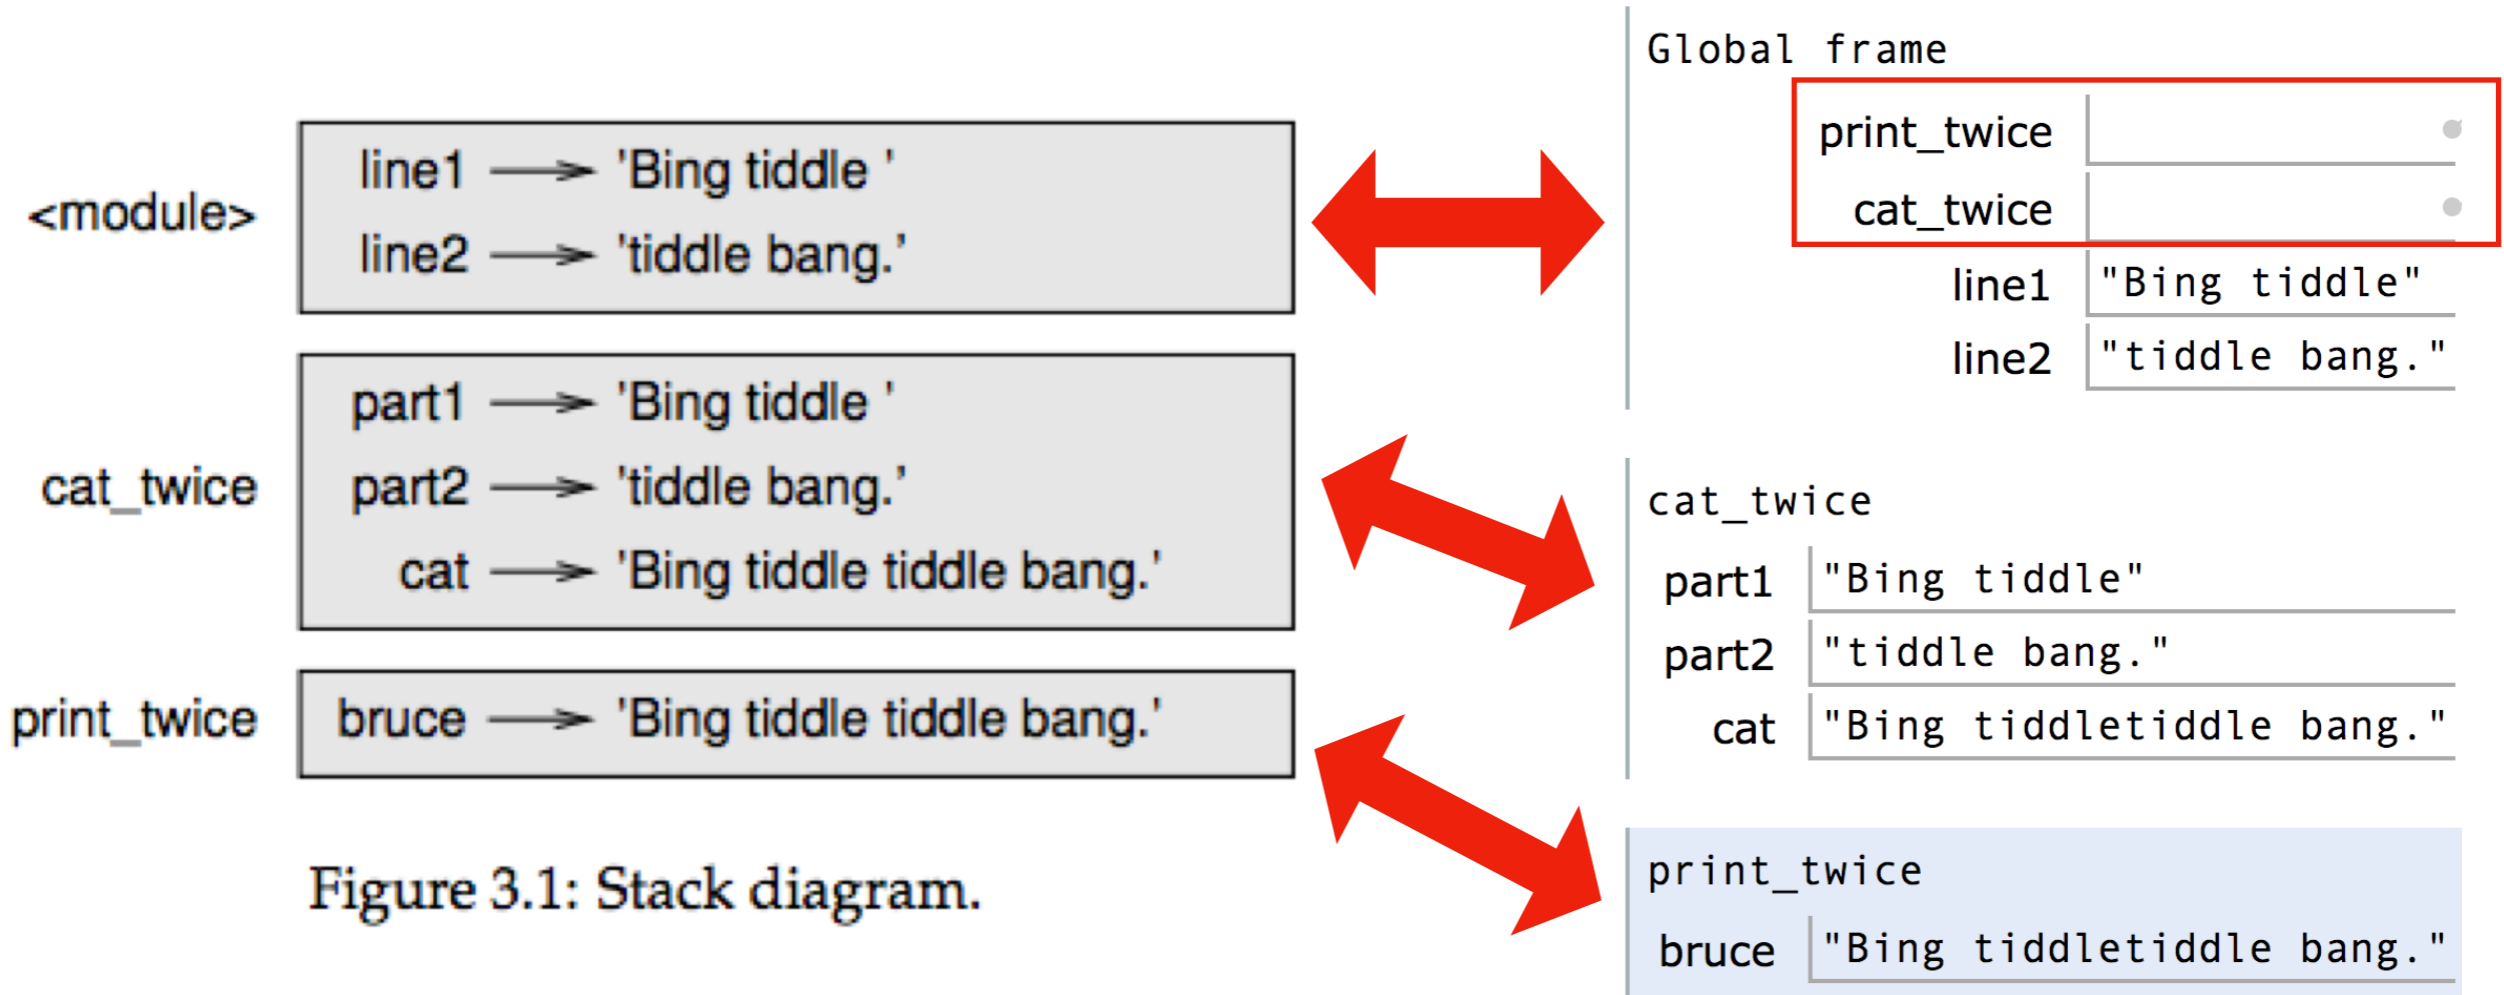 <module>
line1 'Bing tiddle '
line2 'tiddle bang.'
cat_twice
part1 'Bing tiddle '
part2 'tiddle bang.'
cat 'Bing tiddle tiddle bang.'
print_twice
bruce 'Bing tiddle tiddle bang.'
Figure 3.1: Stack diagram.
Global frame
print_twice
cat_twice
line1 "Bing tiddle"
line2 "tiddle bang."
cat_twice
part1 "Bing tiddle"
part2 "tiddle bang."
cat "Bing tiddletiddle bang."
print_twice
bruce "Bing tiddletiddle bang."